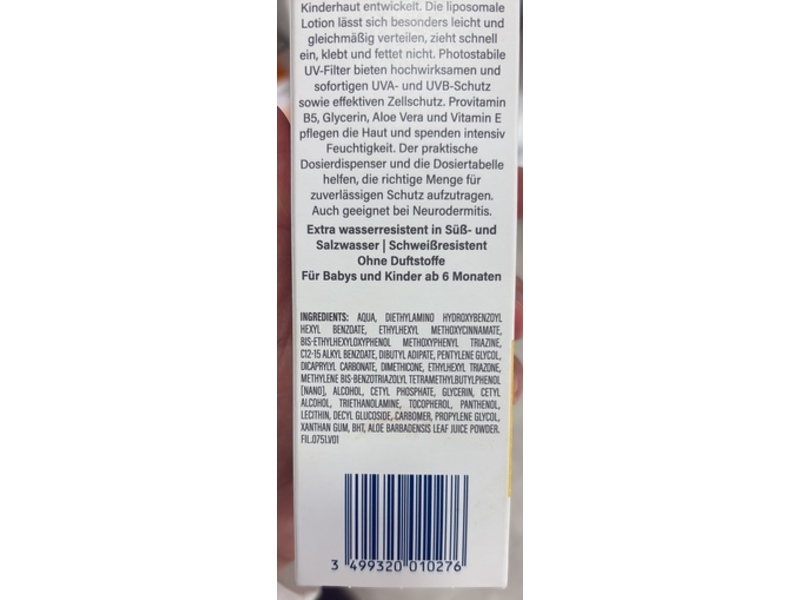 Kinderhaut entwickelt. Die liposomale
Lotion lässt sich besonders leicht und
gleichmäßig verteilen, zieht schnell
ein, klebt und fettet nicht. Photostabile
UV-Filter bieten hochwirksamen und
sofortigen UVA- und UVB-Schutz
sowie effektiven Zellschutz. Provitamin
B5, Glycerin, Aloe Vera und Vitamin E
pflegen die Haut und spenden intensiv
Feuchtigkeit. Der praktische
Dosierdispenser und die Dosiertabelle
helfen, die richtige Menge für
zuverlässigen Schutz aufzutragen.
Auch geeignet bei Neurodermitis.
Extra wasserresistent in Süß- und
Salzwasser | Schweißresistent
Ohne Duftstoffe
Für Babys und Kinder ab 6 Monaten
INGREDIENTS: AQUA, DIETHYLAMINO HYDROXYBENZOYL
HEXYL BENZOATE, ETHYLHEXYL METHOXYCINNAMATE,
BIS-ETHYLHEXYLOXYPHENOL METHOXYPHENYL TRIAZINE,
C12-15 ALKYL BENZOATE, DIBUTYL ADIPATE, PENTYLENE GLYCOL,
DICAPRYLYL CARBONATE, DIMETHICONE, ETHYLHEXYL TRIAZONE,
METHYLENE BIS-BENZOTRIAZOLYL TETRAMETHYLBUTYLPHENOL
[NANO], ALCOHOL, CETYL PHOSPHATE, GLYCERIN, CETYL
ALCOHOL, TRIETHANOLAMINE, TOCOPHEROL, PANTHENOL,
LECITHIN, DECYL GLUCOSIDE, CARBOMER, PROPYLENE GLYCOL,
XANTHAN GUM, BHT, ALOE BARBADENSIS LEAF JUICE POWDER.
FIL.0751.V01
3 499320 010276